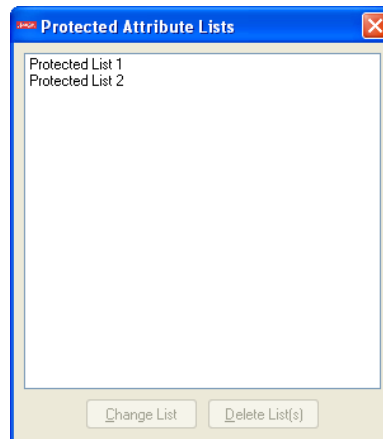 Protected Attribute Lists
Protected List 1
Protected List 2
Change List
Delete List(s)